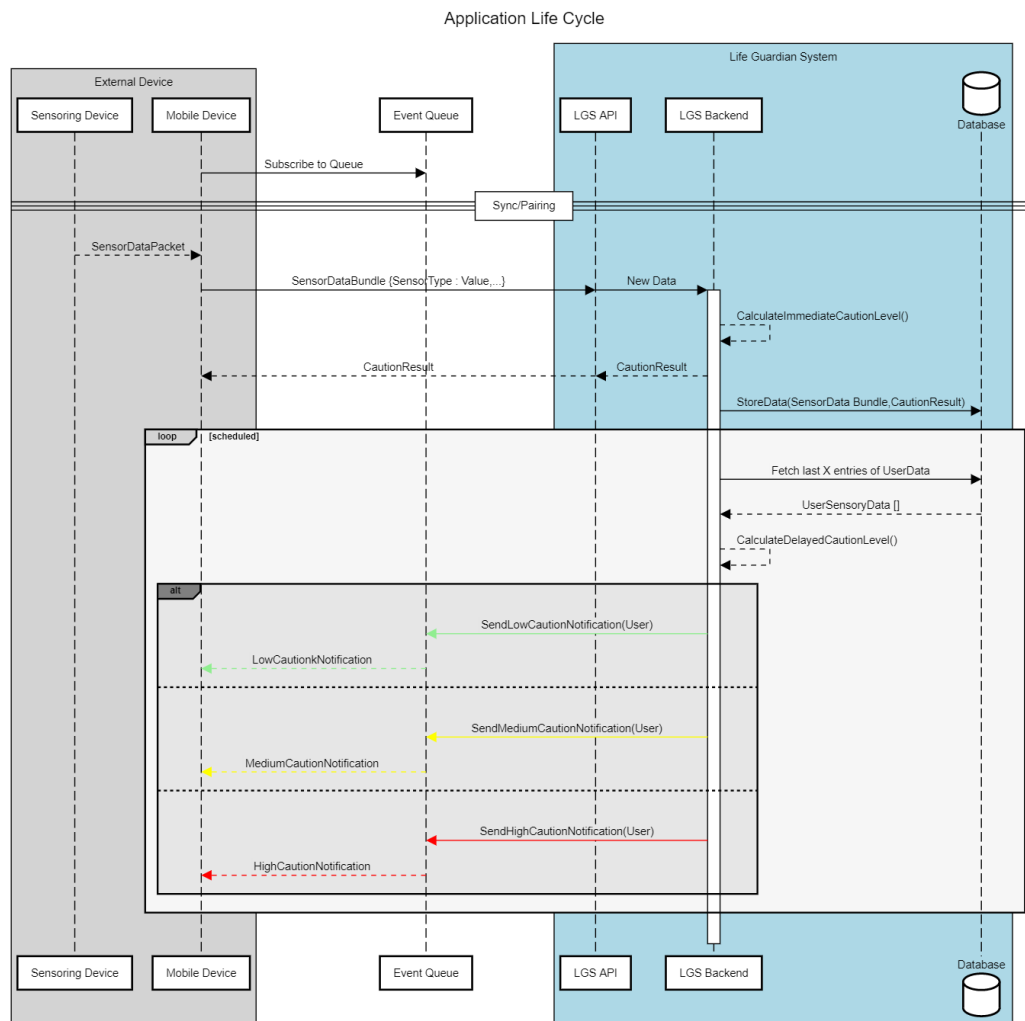 Application Life Cycle
External Device
Life Guardian System
Sensoring Device
Mobile Device
Event Queue
LGS API
LGS Backend
Database
Subscribe to Queue
Sync/Pairing
SensorDataPacket
SensorDataBundle {SensorType : Value,...}
New Data
CalculateImmediateCautionLevel()
CautionResult
CautionResult
StoreData(SensorData Bundle,CautionResult)
loop
[scheduled]
Fetch last X entries of UserData
UserSensoryData []
CalculateDelayedCautionLevel()
alt
SendLowCautionNotification(User)
LowCautionkNotification
SendMediumCautionNotification(User)
MediumCautionNotification
SendHighCautionNotification(User)
HighCautionNotification
Sensoring Device
Mobile Device
Event Queue
LGS API
LGS Backend
Database